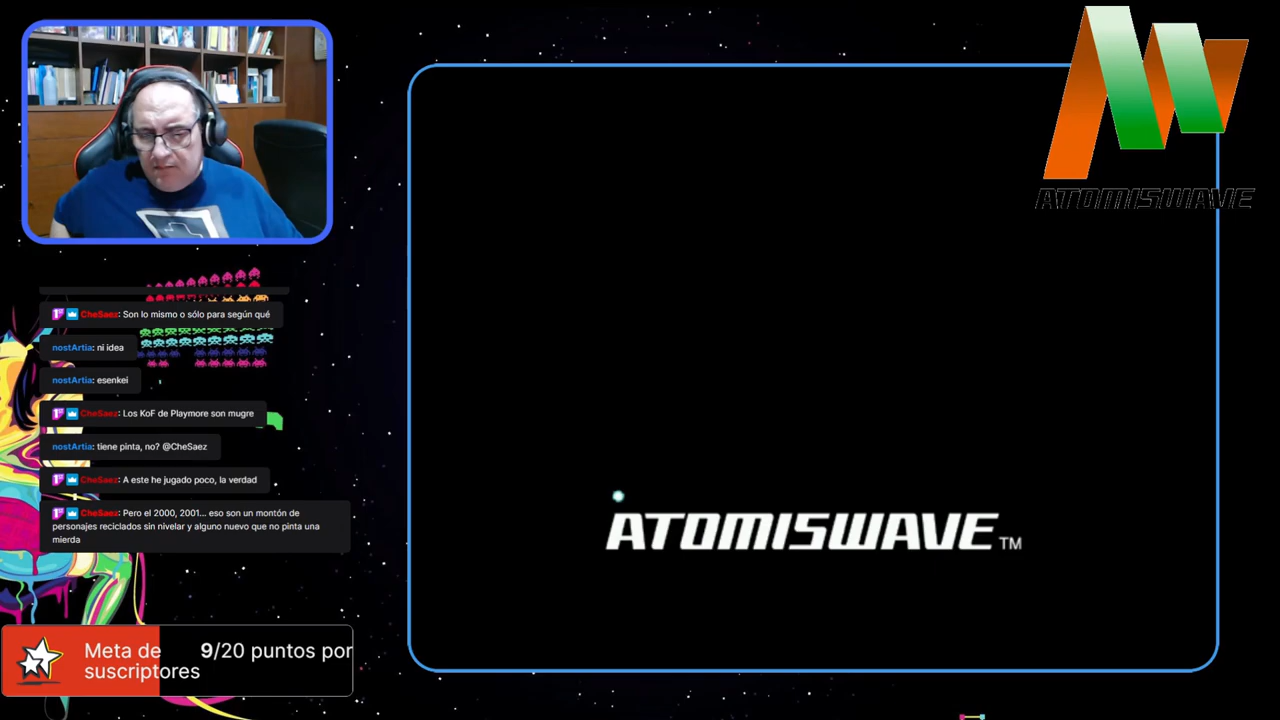 ATOMISWAVE
CheSaez: Son lo mismo o sólo para según qué
nostArtia: ni idea
nostArtia: esenkei
CheSaez: Los KoF de Playmore son mugre
nostArtia: tiene pinta, no? @CheSaez
CheSaez: A este he jugado poco, la verdad
CheSaez: Pero el 2000, 2001... eso son un montón de
personajes reciclados sin nivelar y alguno nuevo que no pinta una
mierda
ATOMISWAVE TM
Meta de
suscriptores
9/20 puntos por